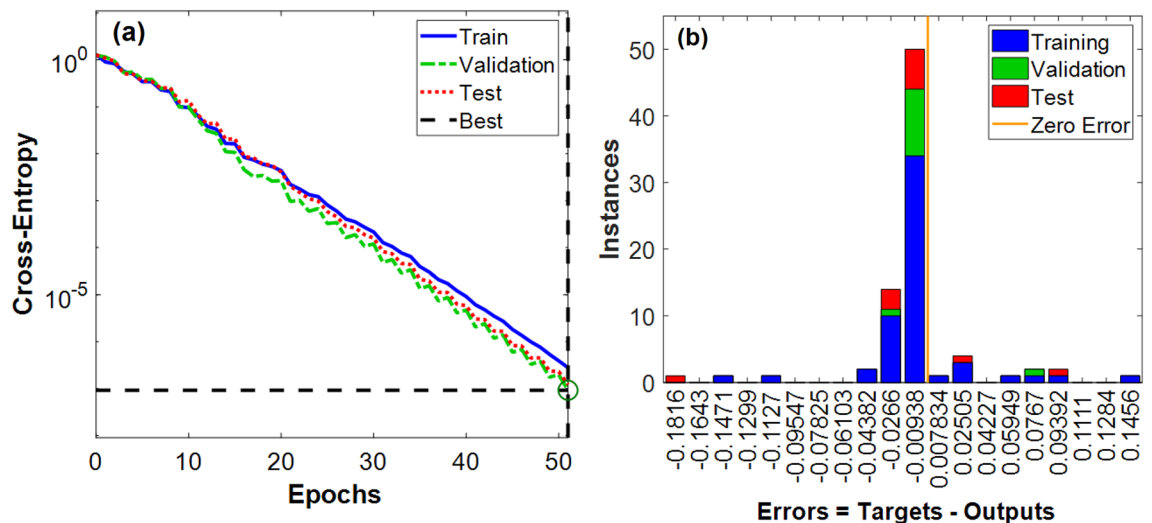 (a)
Train
Validation
Test
Best
10^0
10^-5
Cross-Entropy
0
10
20
30
40
50
Epochs
(b)
Training
Validation
Test
Zero Error
50
40
30
20
10
0
Instances
-0.1816
-0.1643
-0.1471
-0.1299
-0.1127
-0.09547
-0.07825
-0.06103
-0.04382
-0.0266
-0.00938
0.007834
0.02505
0.04227
0.05949
0.0767
0.09392
0.1111
0.1284
0.1456
Errors = Targets - Outputs